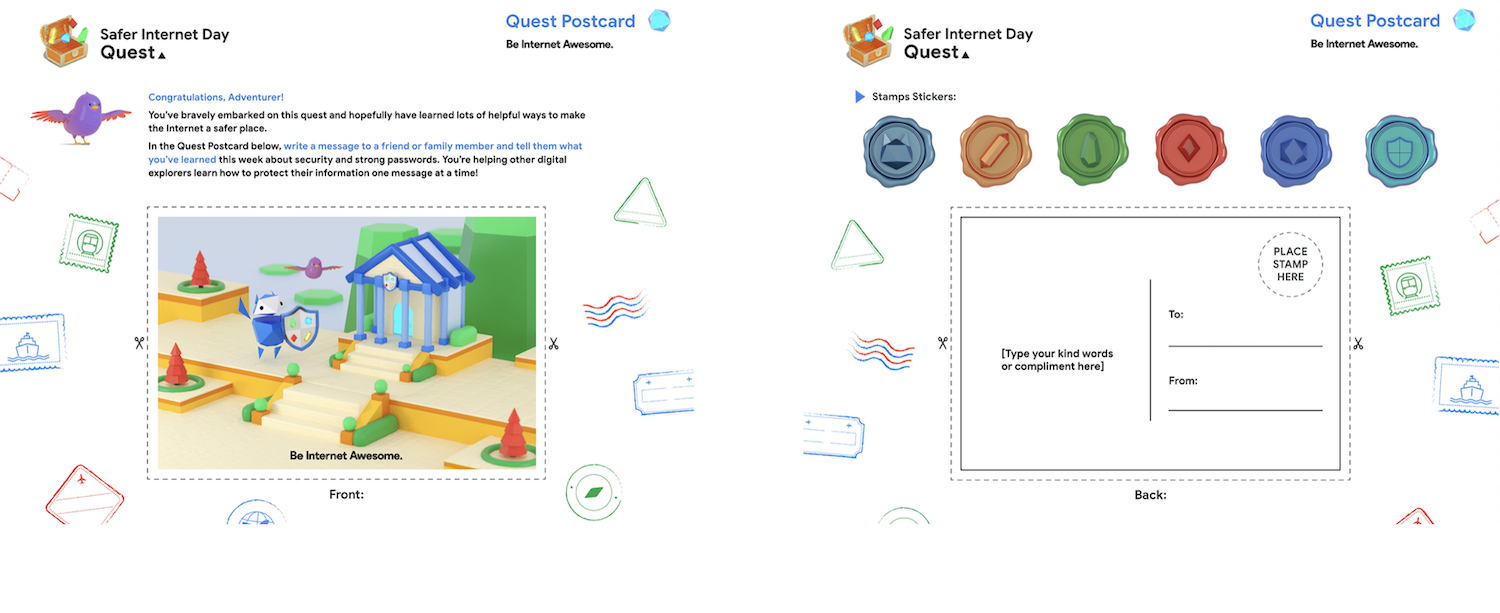 Safer Internet Day
Quest
Quest Postcard
Be Internet Awesome.
Congratulations, Adventurer!
You've bravely embarked on this quest and hopefully have learned lots of helpful ways to make
the Internet a safer place.
In the Quest Postcard below, write a message to a friend or family member and tell them what
you've learned this week about security and strong passwords. You're helping other digital
explorers learn how to protect their information one message at a time!
Be Internet Awesome.
Front:
Safer Internet Day
Quest
Quest Postcard
Be Internet Awesome.
Stamps Stickers:
PLACE
STAMP
HERE
To:
[Type your kind words
or compliment here]
From:
Back: